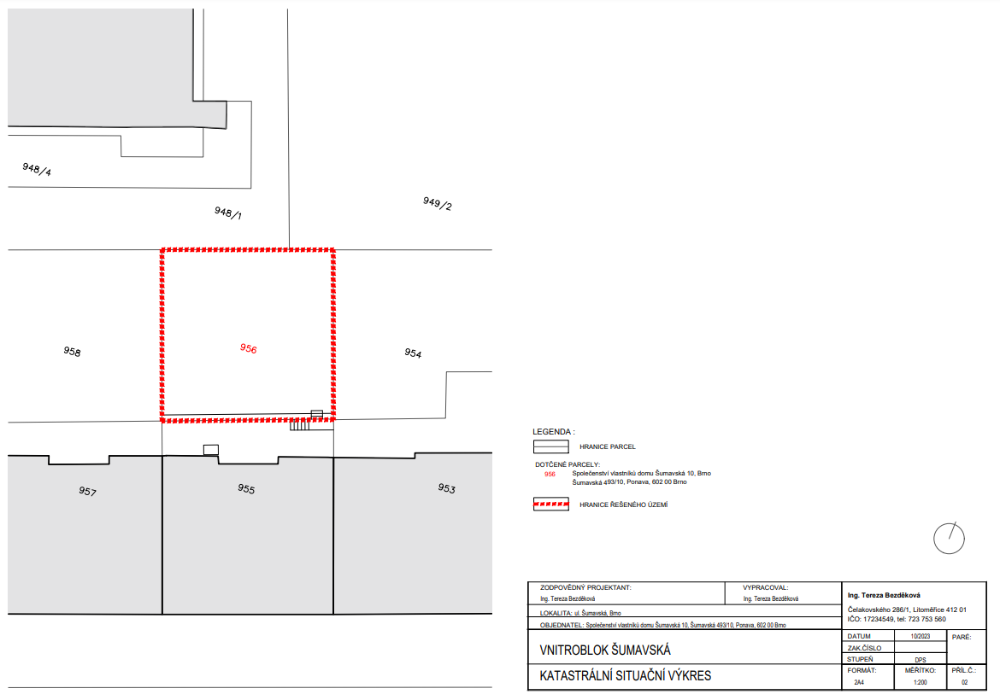 948/4
948/1
949/2
958
956
954
957
955
953
LEGENDA :
HRANICE PARCEL
DOTČENÉ PARCELY:
956 Společenství vlastníků domu Šumavská 10, Brno
Šumavská 493/10, Ponava, 602 00 Brno
HRANICE ŘEŠENÉHO ÚZEMÍ
ZODPOVĚDNÝ PROJEKTANT:
Ing. Tereza Bezděková
VYPRACOVAL:
Ing. Tereza Bezděková
LOKALITA: ul. Šumavská, Brno
OBJEDNATEL: Společenství vlastníků domu Šumavská 10, Šumavská 493/10, Ponava, 602 00 Brno
VNITROBLOK ŠUMAVSKÁ
KATASTRÁLNÍ SITUAČNÍ VÝKRES
Ing. Tereza Bezděková
Čelakovského 286/1, Litoměřice 412 01
IČO: 17234549, tel: 723 753 560
DATUM 10/2023
PARÉ:
ZAK.ČÍSLO
STUPEŇ DPS
FORMÁT: MĚŘÍTKO: PŘÍL.Č.:
2A4 1:200 02